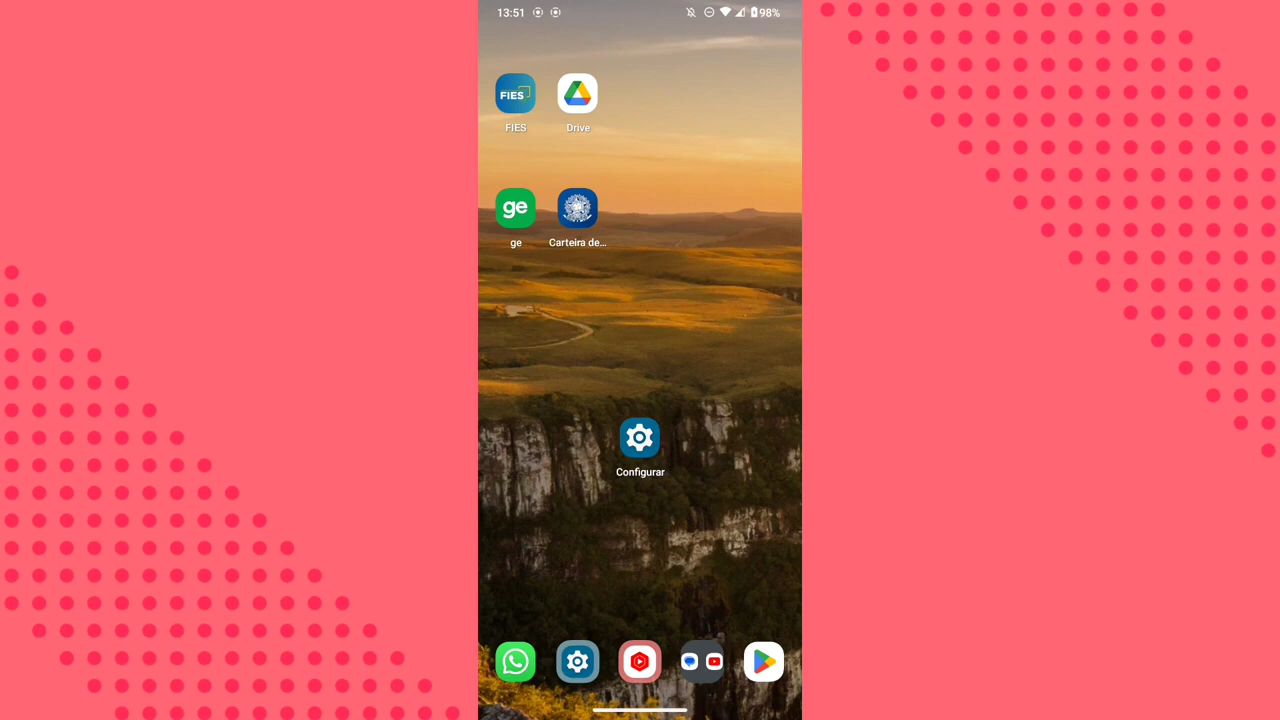 13:51 98%
FIES FIES
Drive
ge ge
Carteira de...
Configurar